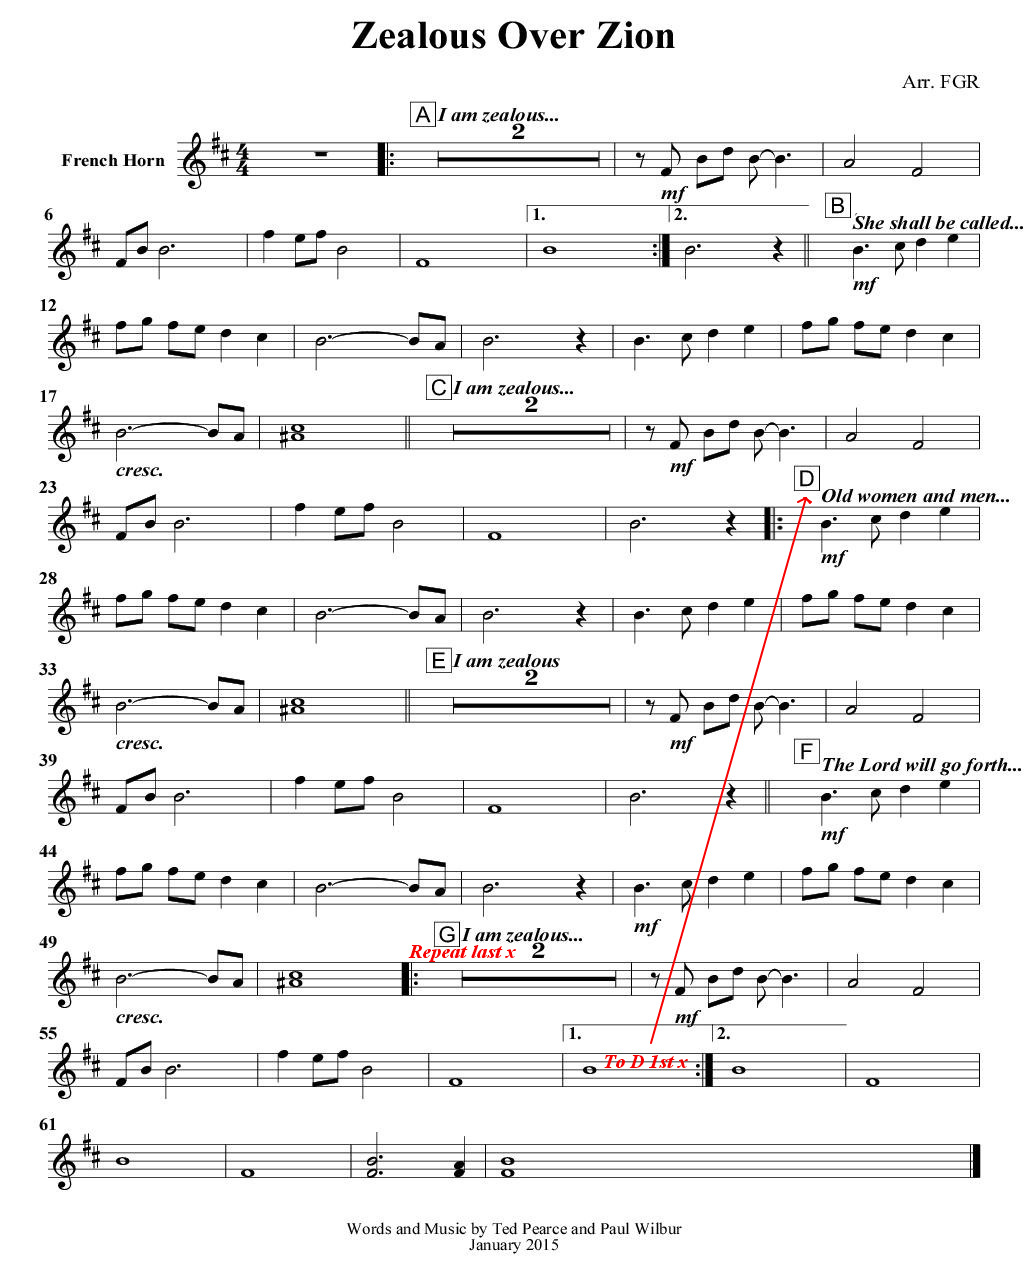 Zealous Over Zion
Arr. FGR
A I am zealous...
2
French Horn
4
4
mf
6
1.
2.
B
She shall be called...
mf
12
17
C I am zealous...
2
cresc.
mf
23
D
Old women and men...
mf
28
33
E I am zealous
2
cresc.
mf
39
F
The Lord will go forth...
mf
44
mf
49
G I am zealous...
Repeat last x 2
cresc.
mf
55
1.
2.
To D 1st x
61
Words and Music by Ted Pearce and Paul Wilbur
January 2015